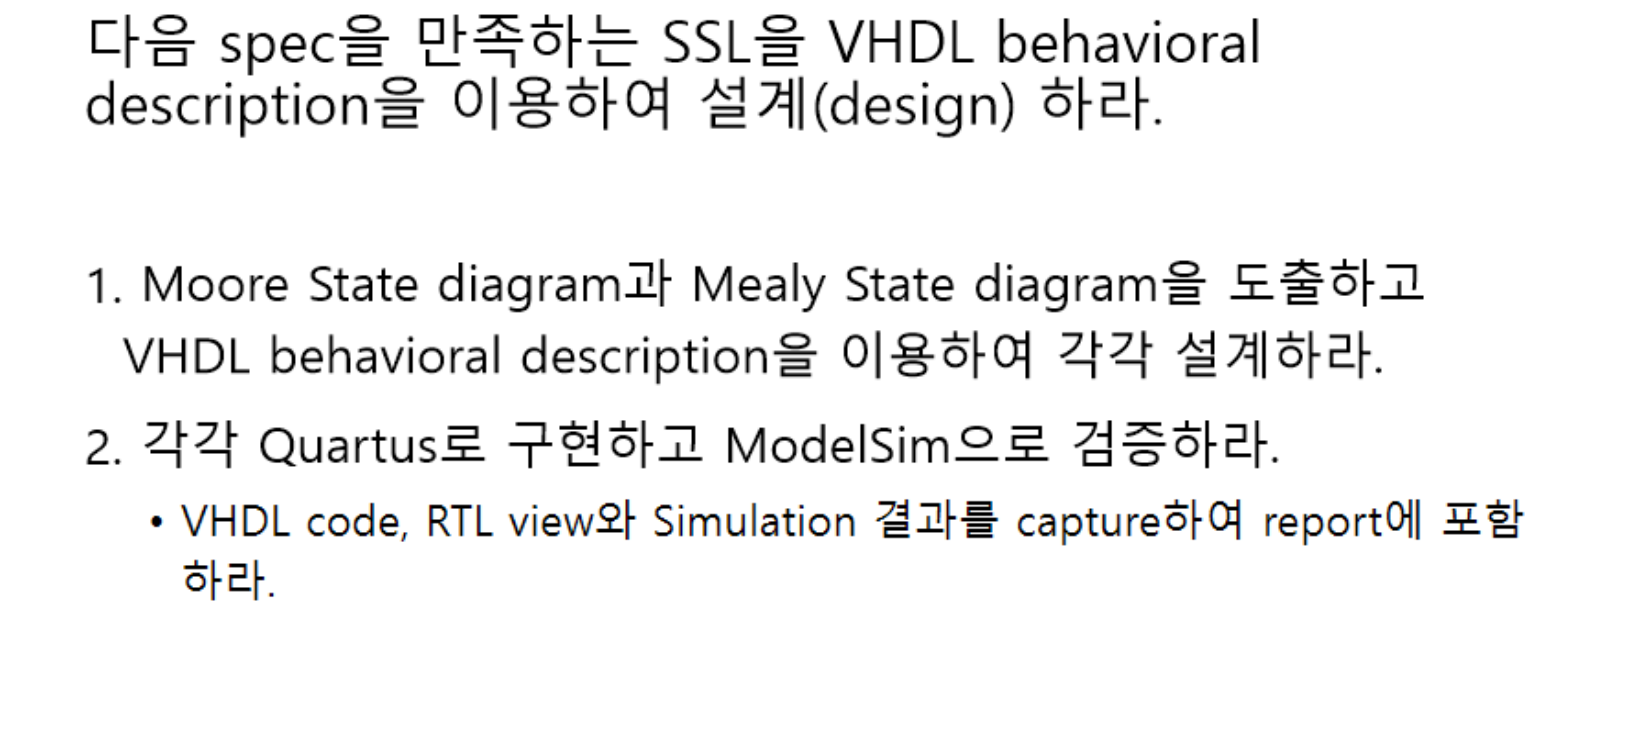 다음 spec을 만족하는 SSL을 VHDL behavioral
description을 이용하여 설계(design) 하라.
1. Moore State diagram과 Mealy State diagram을 도출하고
VHDL behavioral description을 이용하여 각각 설계하라.
2. 각각 Quartus로 구현하고 ModelSim으로 검증하라.
• VHDL code, RTL view와 Simulation 결과를 capture하여 report에 포함
하라.